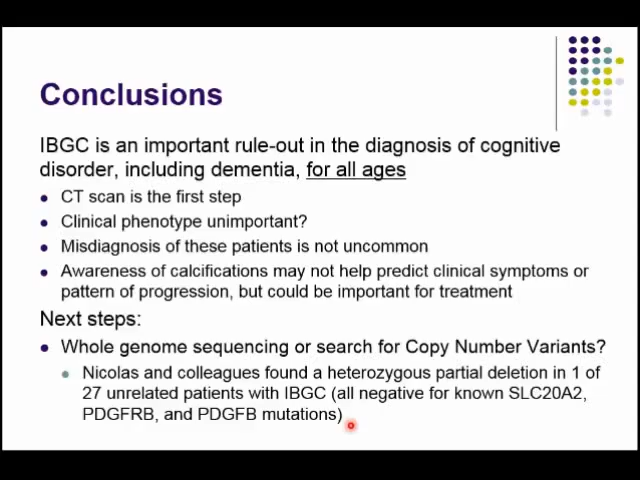 Conclusions
IBGC is an important rule-out in the diagnosis of cognitive
disorder, including dementia, for all ages
CT scan is the first step
Clinical phenotype unimportant?
Misdiagnosis of these patients is not uncommon
Awareness of calcifications may not help predict clinical symptoms or
pattern of progression, but could be important for treatment
Next steps:
Whole genome sequencing or search for Copy Number Variants?
Nicolas and colleagues found a heterozygous partial deletion in 1 of
27 unrelated patients with IBGC (all negative for known SLC20A2,
PDGFRB, and PDGFB mutations)